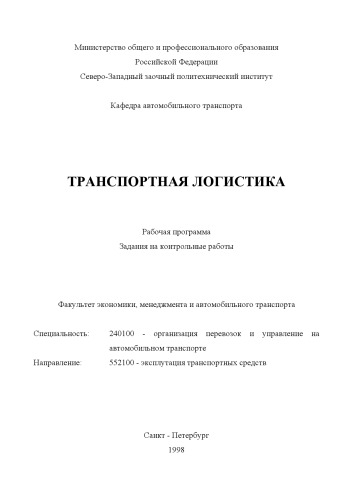 Министерство общего и профессионального образования
Российской Федерации
Северо-Западный заочный политехнический институт
Кафедра автомобильного транспорта
ТРАНСПОРТНАЯ ЛОГИСТИКА
Рабочая программа
Задания на контрольные работы
Факультет экономики, менеджмента и автомобильного транспорта
Специальность: 240100 - организация перевозок и управление на
автомобильном транспорте
Направление: 552100 - эксплутация транспортных средств
Санкт - Петербург
1998